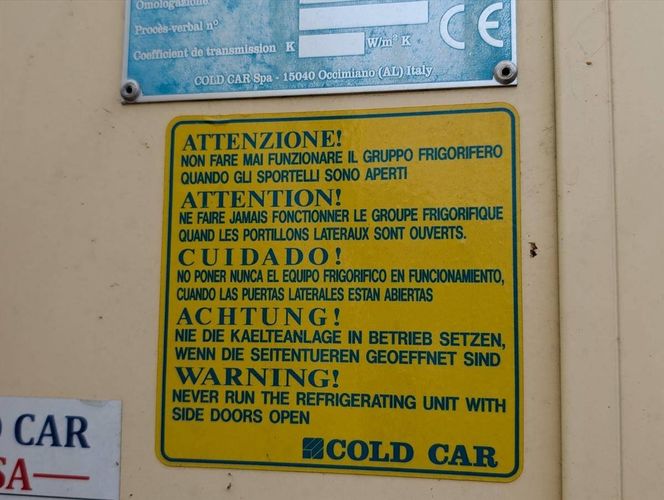 Omologazione
Procès-verbal n°
Coefficient de transmission K W/m² K
CE
COLD CAR Spa - 15040 Occimiano (AL) Italy
ATTENZIONE!
NON FARE MAI FUNZIONARE IL GRUPPO FRIGORIFERO
QUANDO GLI SPORTELLI SONO APERTI
ATTENTION!
NE FAIRE JAMAIS FONCTIONNER LE GROUPE FRIGORIFIQUE
QUAND LES PORTILLONS LATERAUX SONT OUVERTS.
CUIDADO!
NO PONER NUNCA EL EQUIPO FRIGORIFICO EN FUNCIONAMIENTO,
CUANDO LAS PUERTAS LATERALES ESTAN ABIERTAS
ACHTUNG!
NIE DIE KAELTEANLAGE IN BETRIEB SETZEN,
WENN DIE SEITENTUEREN GEOEFFNET SIND
WARNING!
NEVER RUN THE REFRIGERATING UNIT WITH
SIDE DOORS OPEN
COLD CAR
D CAR
SA